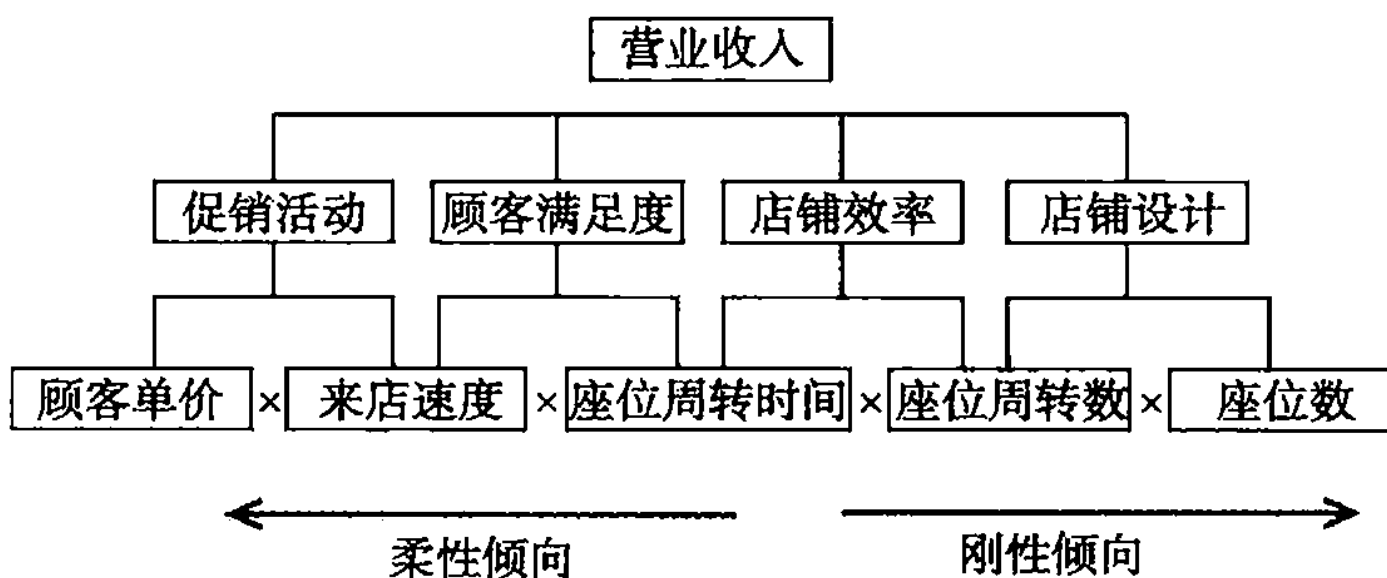 营业收入
促销活动 顾客满足度 店铺效率 店铺设计
顾客单价 × 来店速度 × 座位周转时间 × 座位周转数 × 座位数
柔性倾向 刚性倾向